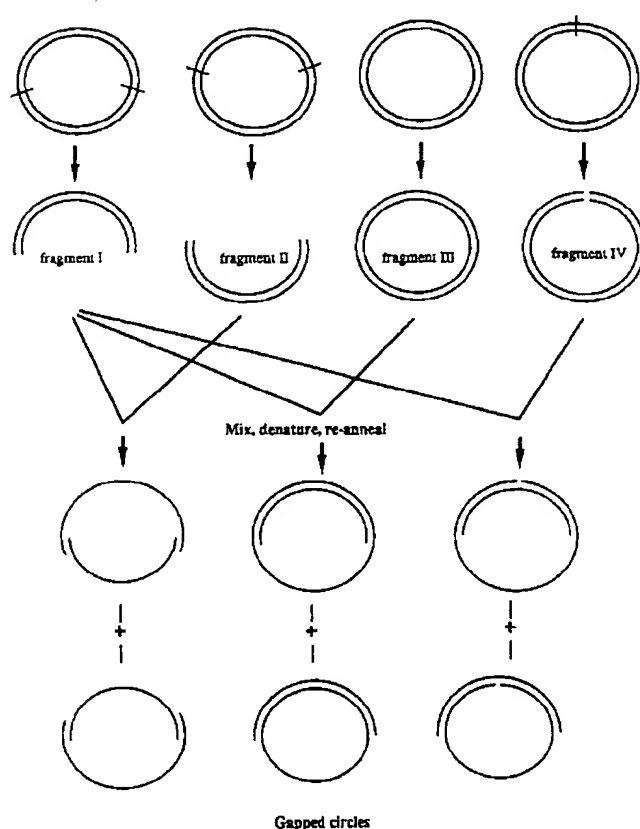 fragment I
fragment II
fragment III
fragment IV
Mix, denature, re-anneal
+
+
+
Gapped circles